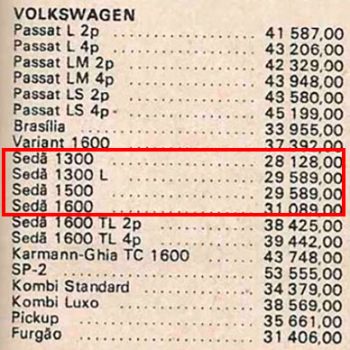 VOLKSWAGEN
Passat L 2p ........ 41 587,00
Passat L 4p ........ 43 206,00
Passat LM 2p ........ 42 329,00
Passat LM 4p ........ 43 948,00
Passat LS 2p ........ 43 580,00
Passat LS 4p ........ 45 199,00
Brasília ........ 33 955,00
Variant 1600 ........ 37 392,00
Sedã 1300 ........ 28 128,00
Sedã 1300 L ........ 29 589,00
Sedã 1500 ........ 29 589,00
Sedã 1600 ........ 31 089,00
Sedã 1600 TL 2p ........ 38 425,00
Sedã 1600 TL 4p ........ 39 442,00
Karmann-Ghia TC 1600 ........ 43 748,00
SP-2 ........ 53 555,00
Kombi Standard ........ 34 379,00
Kombi Luxo ........ 38 569,00
Pickup ........ 35 661,00
Furgão ........ 31 406,00